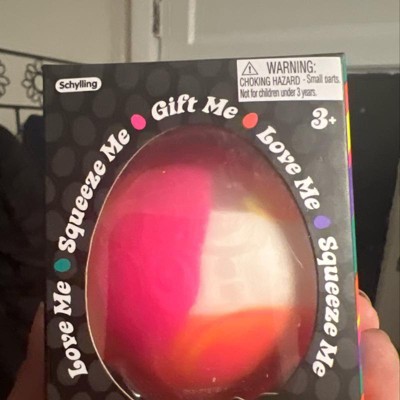 Schylling
WARNING:
CHOKING HAZARD - Small parts.
Not for children under 3 years.
3+
Love Me Squeeze Me Gift Me Love Me Squeeze Me